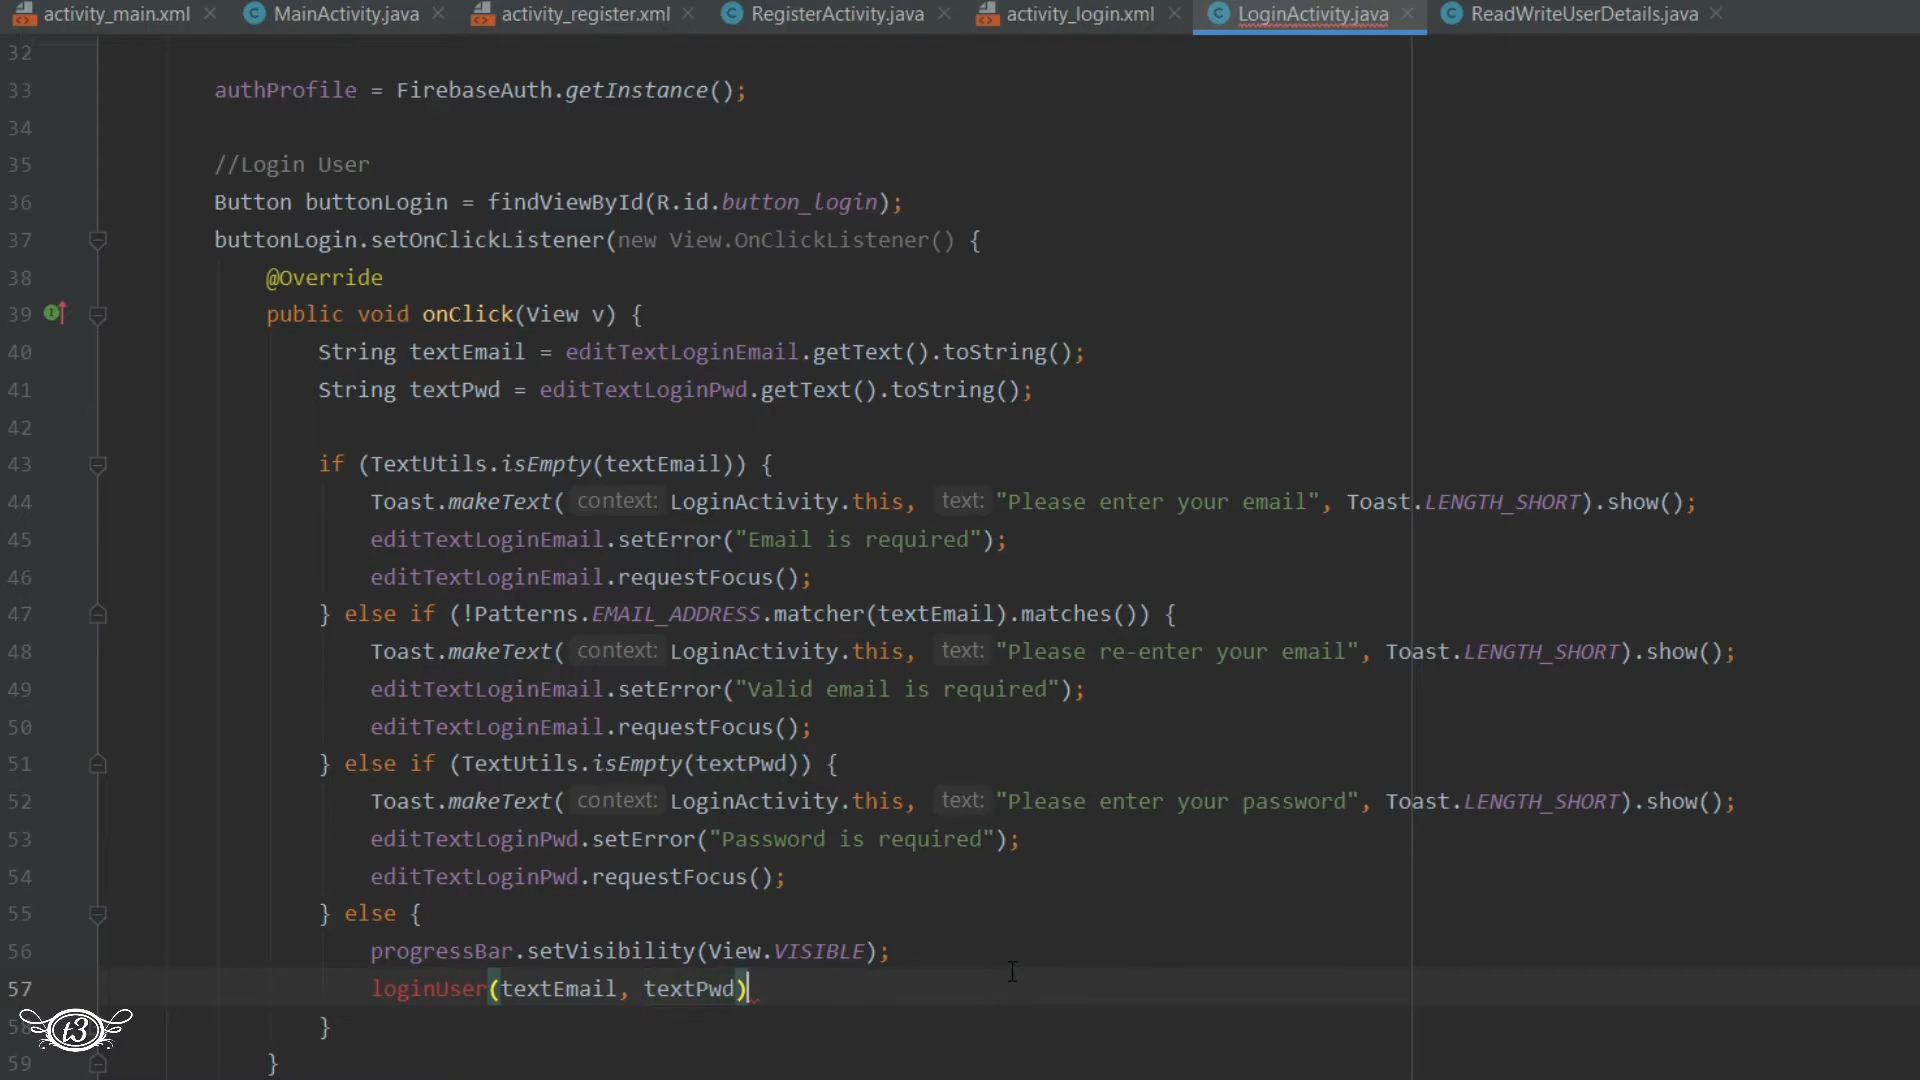 activity_main.xml MainActivity.java activity_register.xml RegisterActivity.java activity_login.xml LoginActivity.java ReadWriteUserDetails.java
32
33 authProfile = FirebaseAuth.getInstance();
34
35 //Login User
36 Button buttonLogin = findViewById(R.id.button_login);
37 buttonLogin.setOnClickListener(new View.OnClickListener() {
38 @Override
39 public void onClick(View v) {
40 String textEmail = editTextLoginEmail.getText().toString();
41 String textPwd = editTextLoginPwd.getText().toString();
42
43 if (TextUtils.isEmpty(textEmail)) {
44 Toast.makeText( context: LoginActivity.this, text: "Please enter your email", Toast.LENGTH_SHORT).show();
45 editTextLoginEmail.setError("Email is required");
46 editTextLoginEmail.requestFocus();
47 } else if (!Patterns.EMAIL_ADDRESS.matcher(textEmail).matches()) {
48 Toast.makeText( context: LoginActivity.this, text: "Please re-enter your email", Toast.LENGTH_SHORT).show();
49 editTextLoginEmail.setError("Valid email is required");
50 editTextLoginEmail.requestFocus();
51 } else if (TextUtils.isEmpty(textPwd)) {
52 Toast.makeText( context: LoginActivity.this, text: "Please enter your password", Toast.LENGTH_SHORT).show();
53 editTextLoginPwd.setError("Password is required");
54 editTextLoginPwd.requestFocus();
55 } else {
56 progressBar.setVisibility(View.VISIBLE);
57 loginUser(textEmail, textPwd)
58 }
t3
59 }